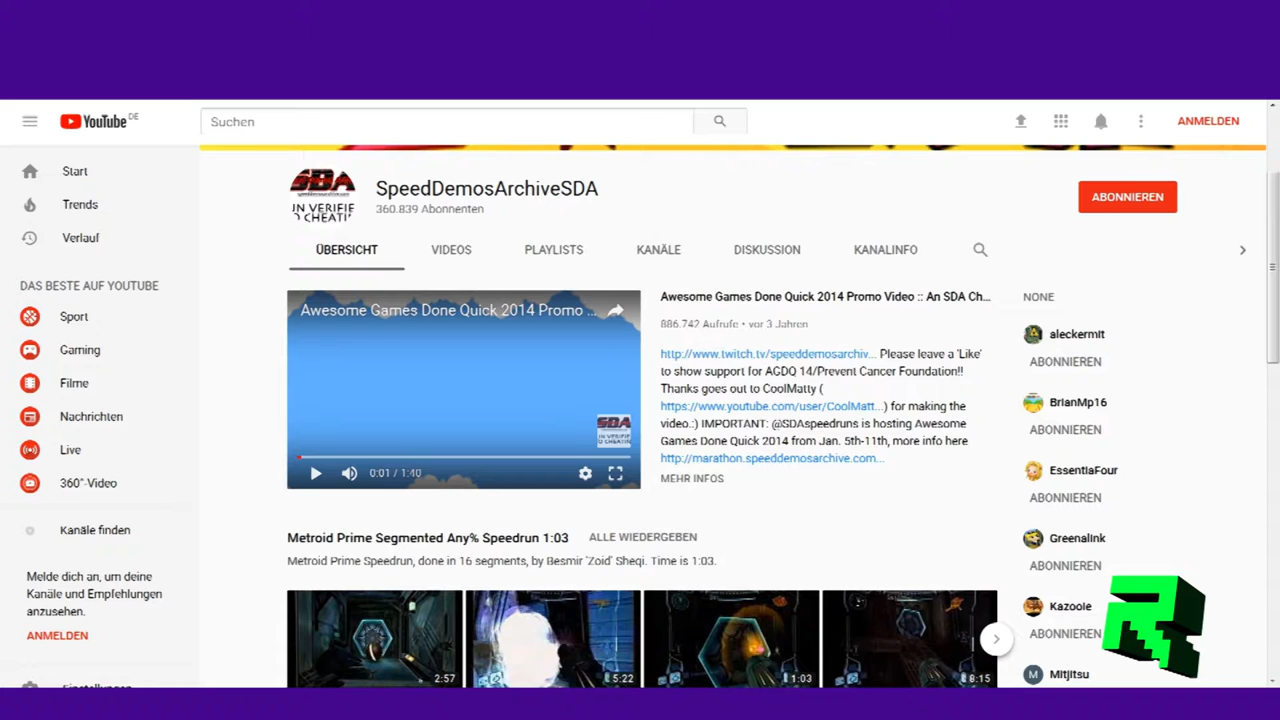 YouTube DE
Suchen
ANMELDEN
Start
Trends
Verlauf
DAS BESTE AUF YOUTUBE
Sport
Gaming
Filme
Nachrichten
Live
360°-Video
Kanäle finden
Melde dich an, um deine
Kanäle und Empfehlungen
anzusehen.
ANMELDEN
SDA
IN VERIFIE
O CHEATI
SpeedDemosArchiveSDA
360.839 Abonnenten
ABONNIEREN
ÜBERSICHT
VIDEOS
PLAYLISTS
KANÄLE
DISKUSSION
KANALINFO
Awesome Games Done Quick 2014 Promo ...
SDA
IN VERIFIE
0:01 / 1:40
Awesome Games Done Quick 2014 Promo Video :: An SDA Ch...
886.742 Aufrufe • vor 3 Jahren
http://www.twitch.tv/speeddemosarchiv... Please leave a 'Like'
to show support for AGDQ 14/Prevent Cancer Foundation!!
Thanks goes out to CoolMatty (
https://www.youtube.com/user/CoolMatt...) for making the
video.:) IMPORTANT: @SDAspeedruns is hosting Awesome
Games Done Quick 2014 from Jan. 5th-11th, more info here
http://marathon.speeddemosarchive.com...
MEHR INFOS
Metroid Prime Segmented Any% Speedrun 1:03 ALLE WIEDERGEBEN
Metroid Prime Speedrun, done in 16 segments, by Besmir 'Zoid' Sheqi. Time is 1:03.
2:57
5:22
1:03
8:15
NONE
aleckermit
ABONNIEREN
BrianMp16
ABONNIEREN
EssentiaFour
ABONNIEREN
Greenalink
ABONNIEREN
Kazoole
ABONNIEREN
M Mitjitsu